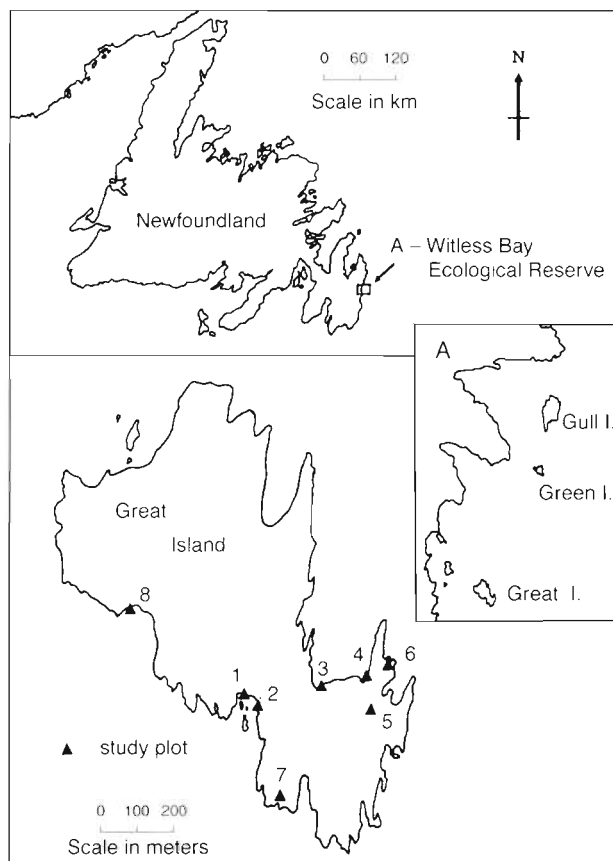 0 60 120
Scale in km
N
Newfoundland
A – Witless Bay
Ecological Reserve
A
Gull I.
Green I.
Great I.
Great
Island
8
1
2
3
4
6
5
7
▲ study plot
0 100 200
Scale in meters